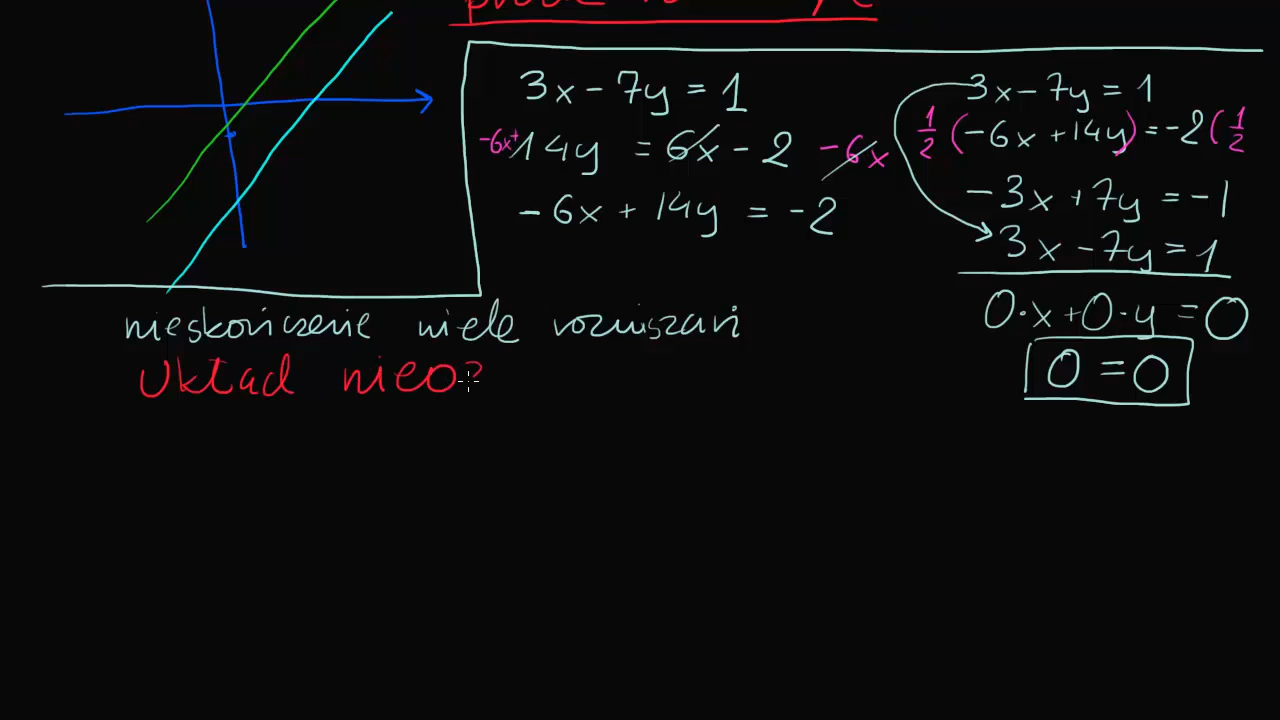 3x - 7y = 1
-6x+14y = 6x - 2 -6x
-6x + 14y = -2
3x - 7y = 1
1/2 (-6x + 14y) = -2 (1/2
-3x + 7y = -1
3x - 7y = 1
0·x + 0·y = 0
0 = 0
nieskończenie wiele rozwiszań
Układ nieo